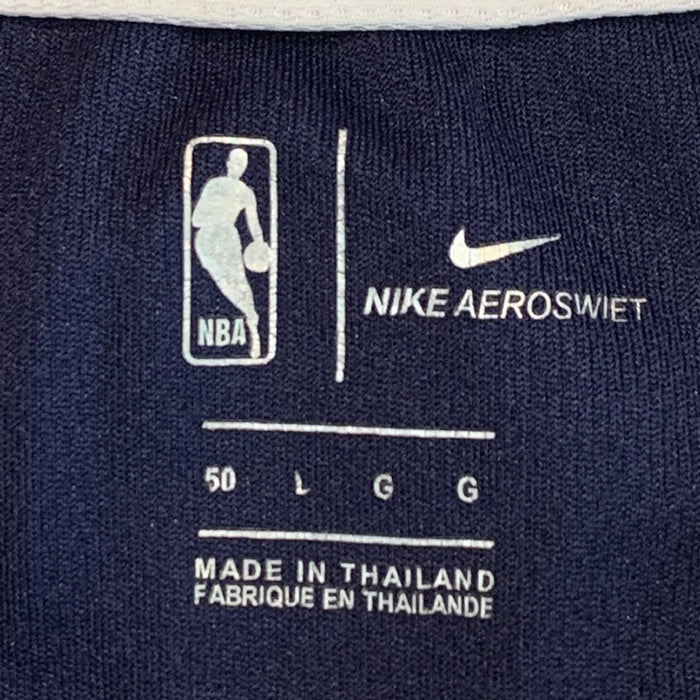 NBA
NIKE AEROSWIET
50 L G G
MADE IN THAILAND
FABRIQUE EN THAILANDE